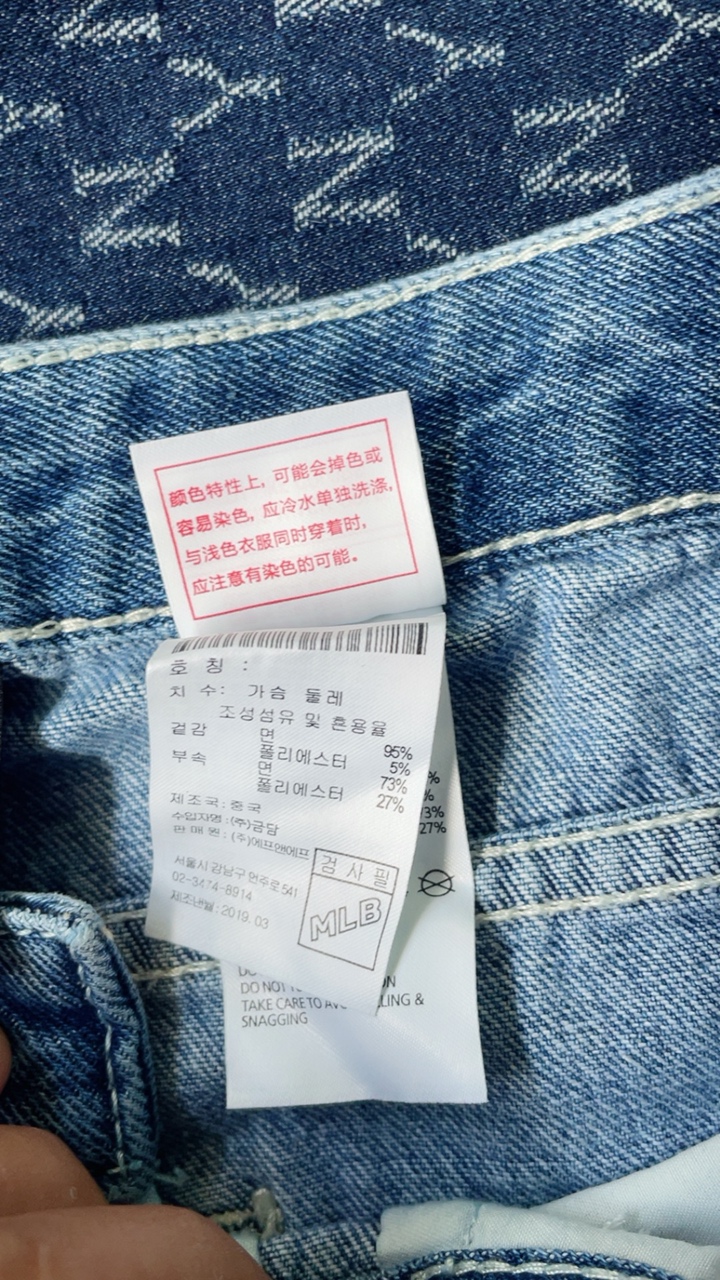 颜色特性上, 可能会掉色或
容易染色, 应冷水单独洗涤,
与浅色衣服同时穿着时,
应注意有染色的可能。
호 칭 :
치 수: 가슴 둘레
조성섬유 및 혼용율
겉감 면 95%
폴리에스터 5%
부속 면 73%
폴리에스터 27%
제조국 : 중국
수입자명 : (주)금담
판매원 : (주)에프앤에프
서울시 강남구 언주로541
02-3474-8914
제조년월 : 2019. 03
검사필
MLB
%
%
73%
27%
DO NOT
TAKE CARE TO &
SNAGGING